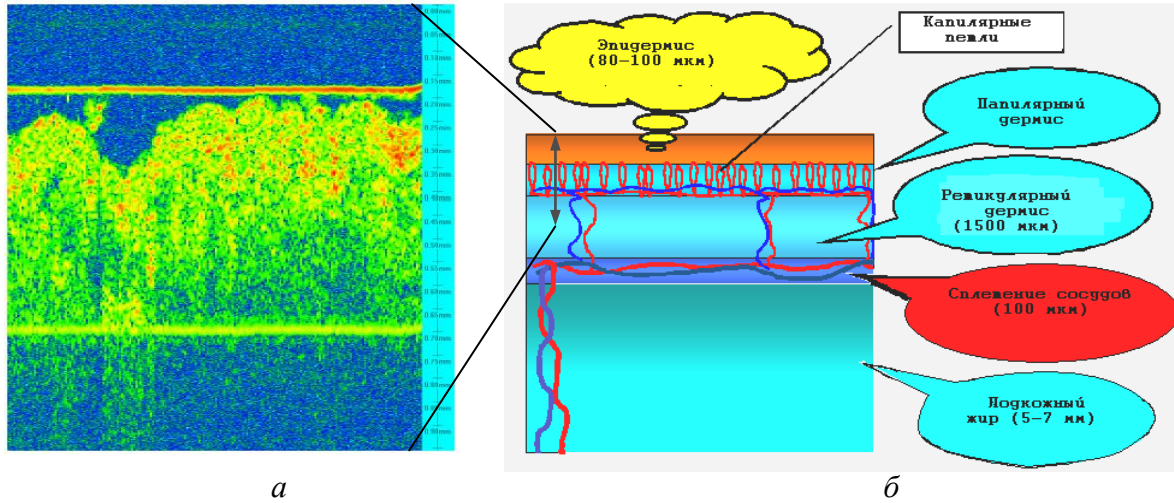 Эпидермис
(80-100 мкм)
Капилярные
петли
Папилярный
дермис
Ретикулярный
дермис
(1500 мкм)
Сплетение сосудов
(100 мкм)
Подкожный
жир (5-7 мм)
а
б